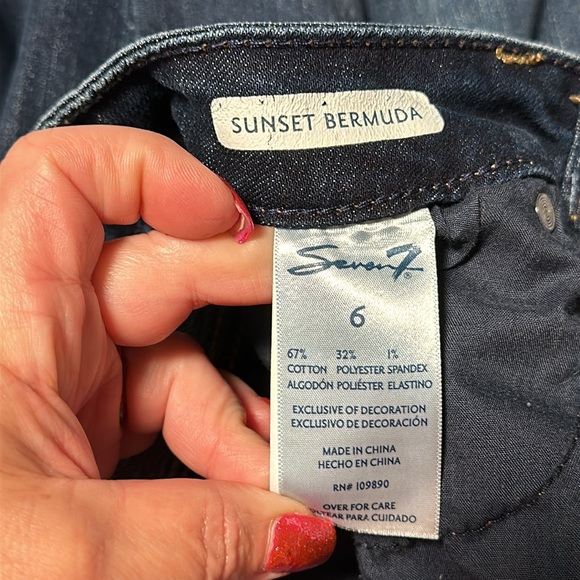 SUNSET BERMUDA
Seven7
6
67% 32% 1%
COTTON POLYESTER SPANDEX
ALGODÓN POLIÉSTER ELASTINO
EXCLUSIVE OF DECORATION
EXCLUSIVO DE DECORACIÓN
MADE IN CHINA
HECHO EN CHINA
RN# 109890
OVER FOR CARE
PARA CUIDADO